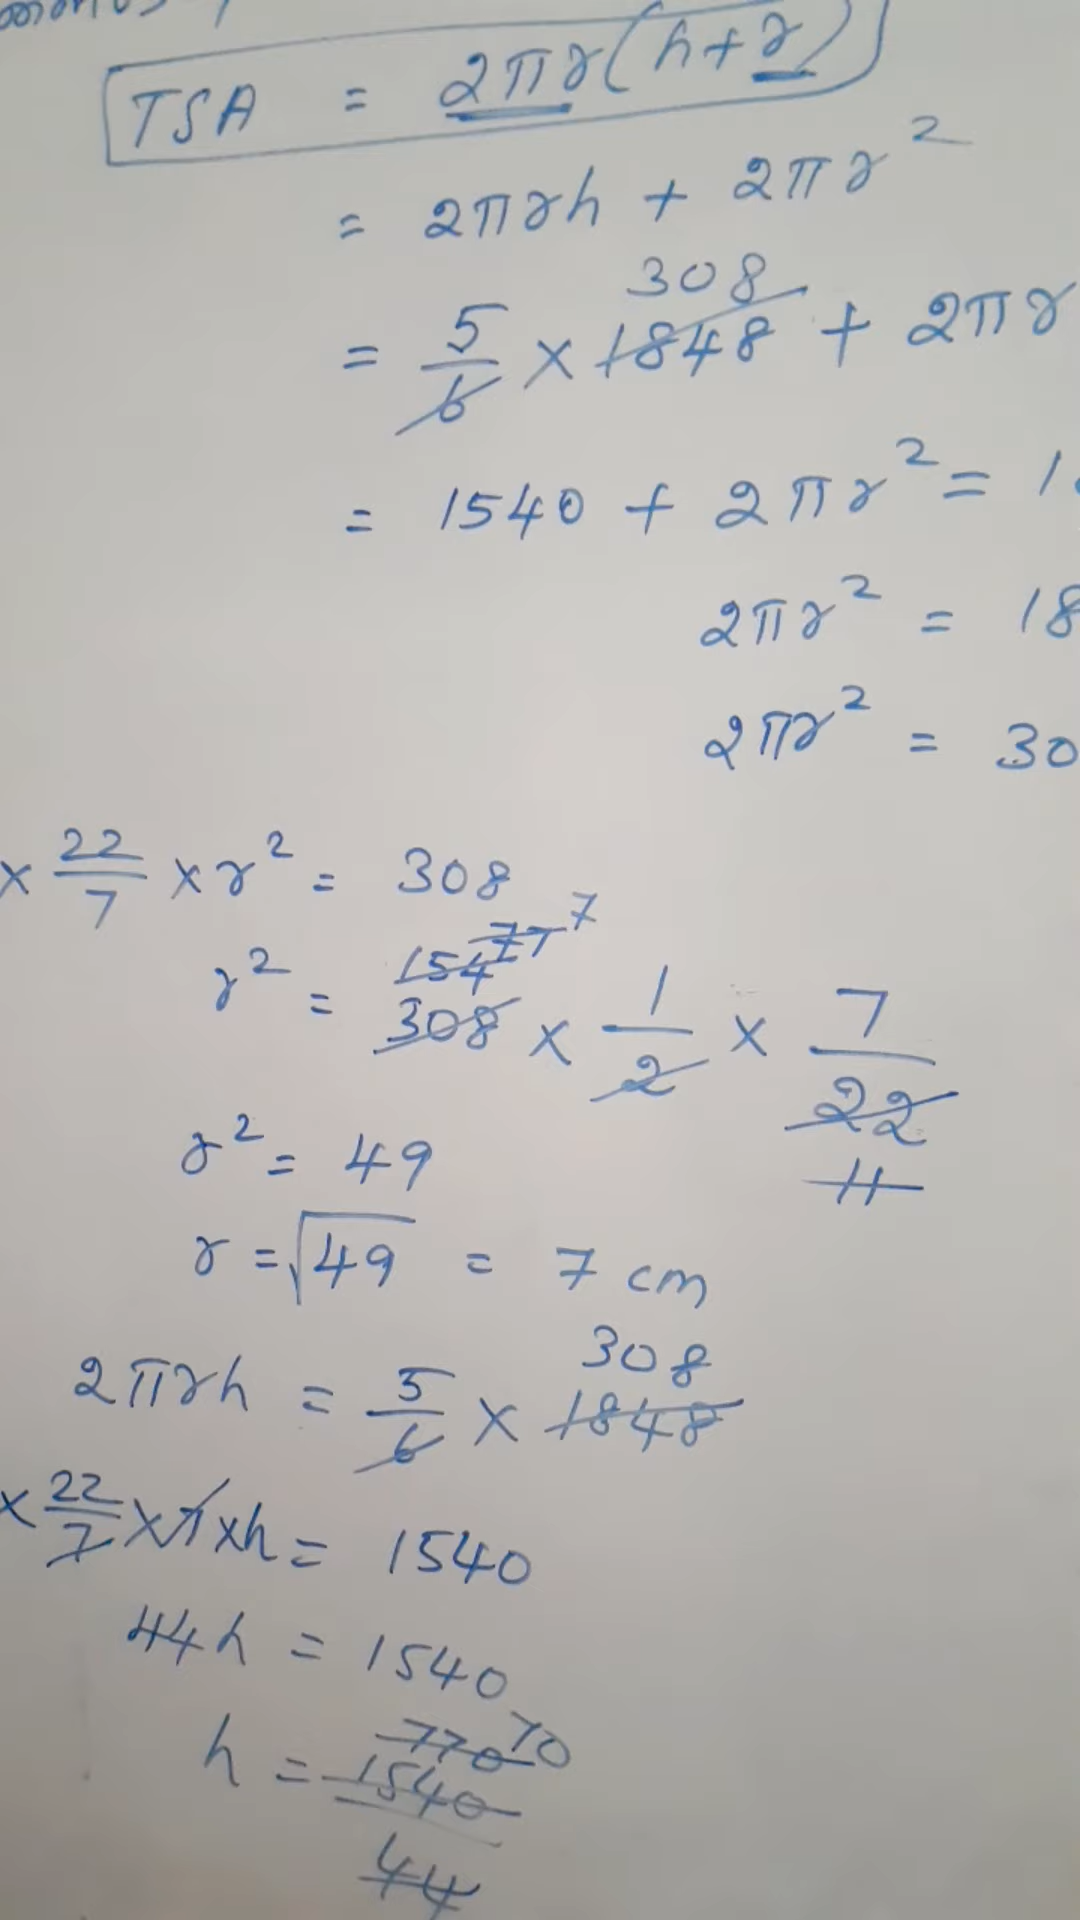 TSA = 2πr(h+r)
= 2πrh + 2πr²
308
= 5/6 × 1848 + 2πr
= 1540 + 2πr² = 1
2πr² = 18
2πr² = 30
× 22/7 × r² = 308
154 77 7
r² = 308 × 1/2 × 7/22
11
r² = 49
r = √49 = 7 cm
308
2πrh = 5/6 × 1848
× 22/7 × 7 × h = 1540
44h = 1540
770 70
h = 1540/44